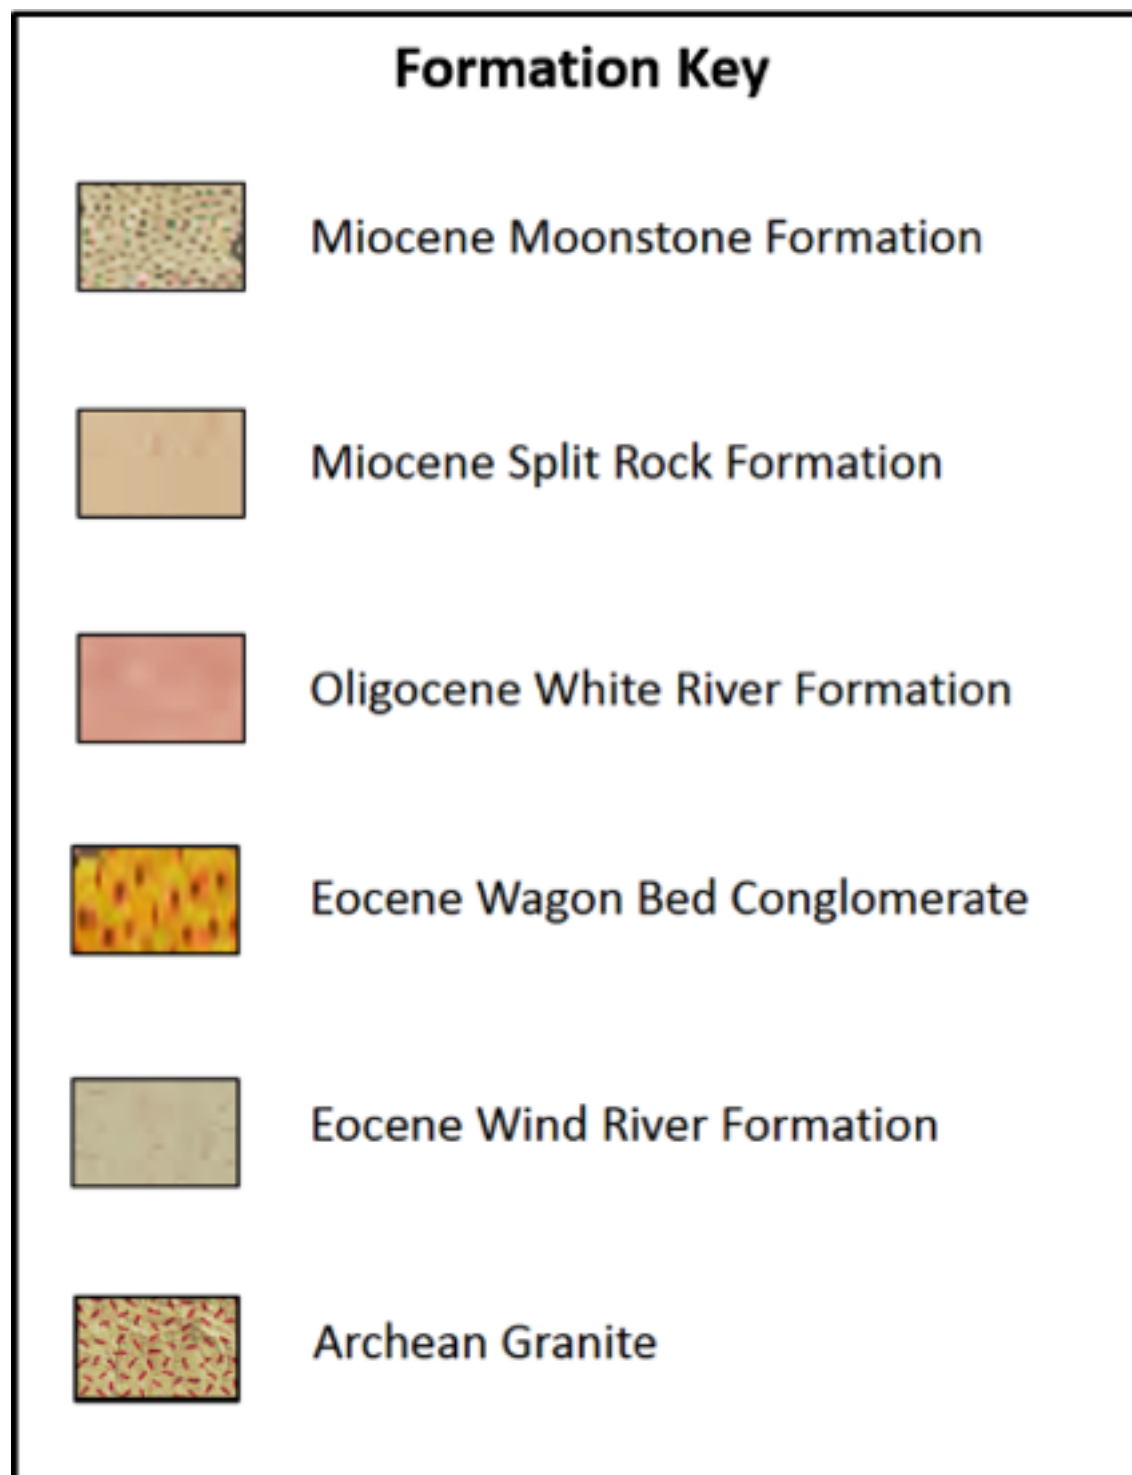 Formation Key
Miocene Moonstone Formation
Miocene Split Rock Formation
Oligocene White River Formation
Eocene Wagon Bed Conglomerate
Eocene Wind River Formation
Archean Granite